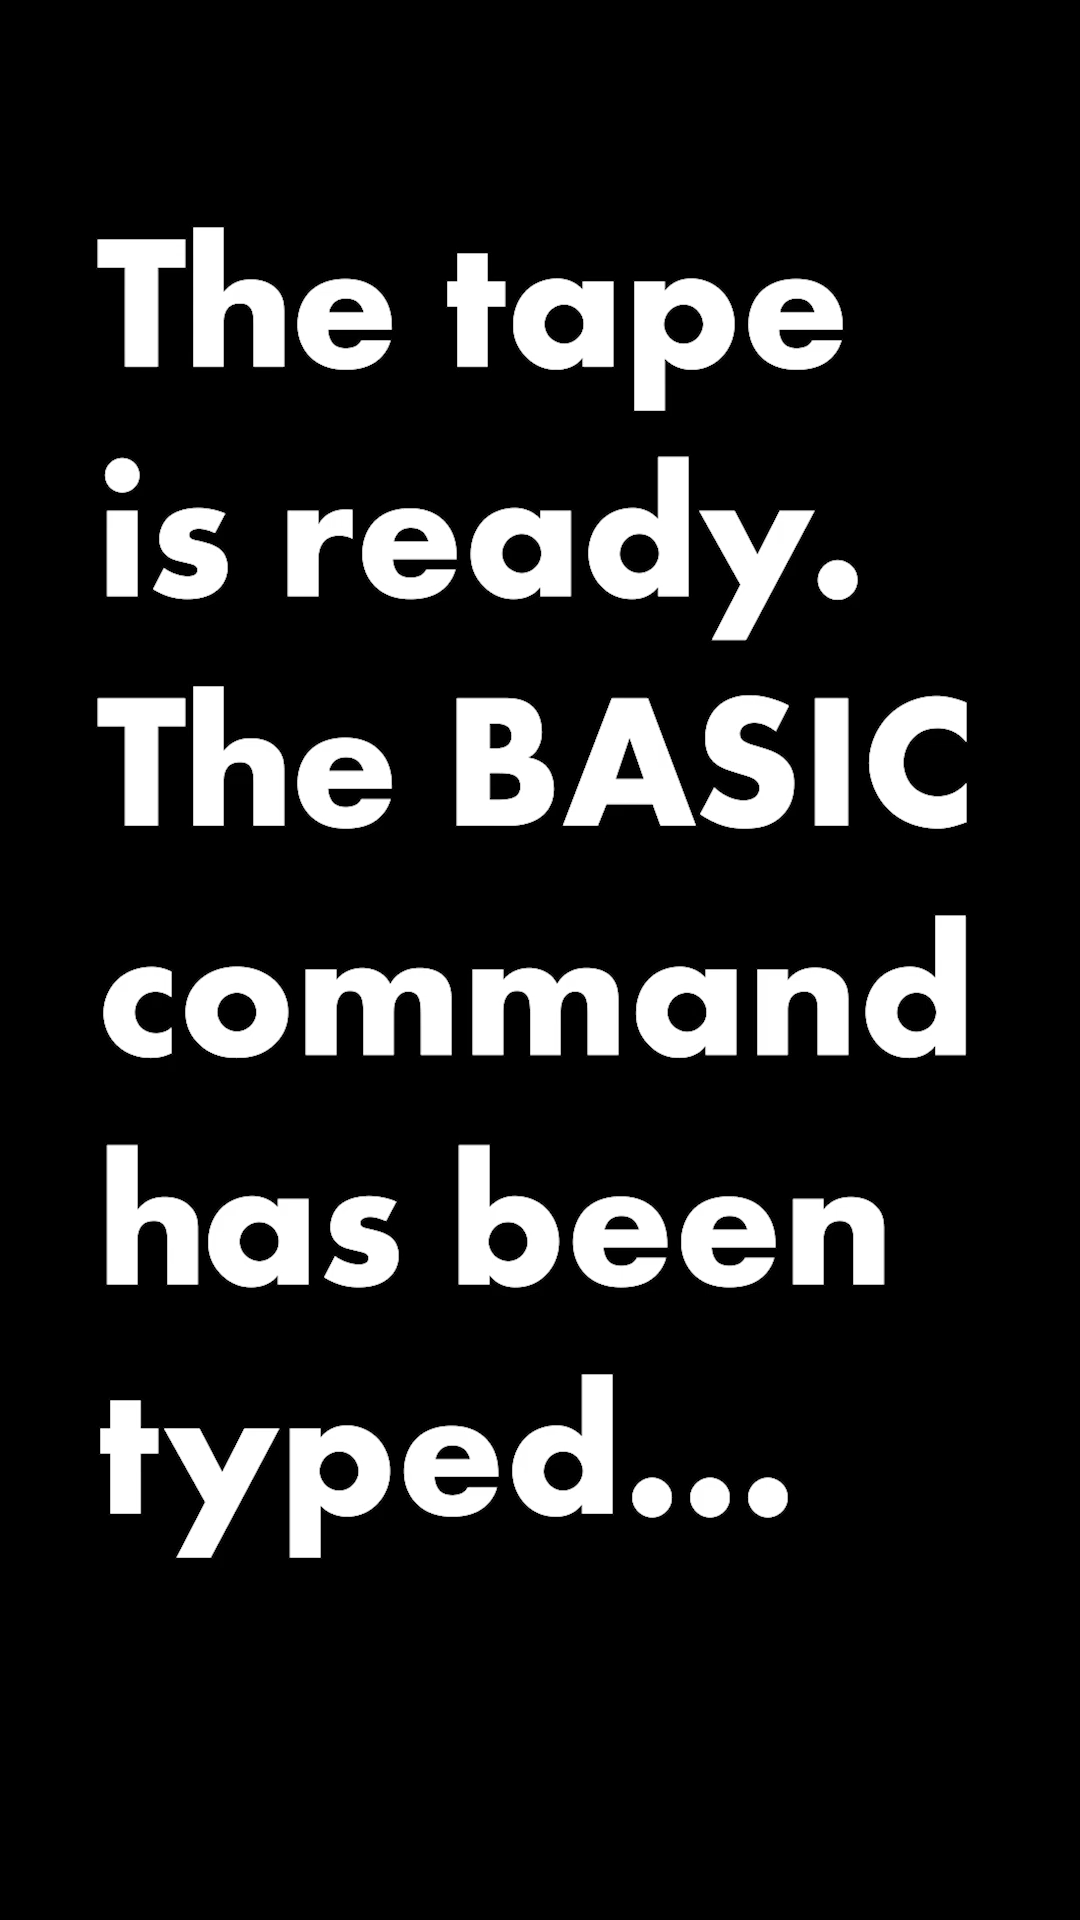 The tape
is ready.
The BASIC
command
has been
typed...